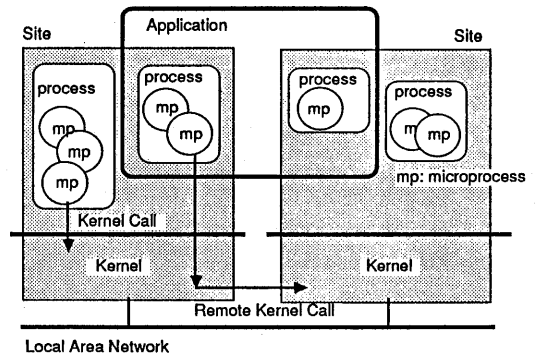 Application
Site
Site
process
mp
mp
mp
process
mp
mp
process
mp
process
m
mp
mp: microprocess
Kernel Call
Kernel
Kernel
Remote Kernel Call
Local Area Network